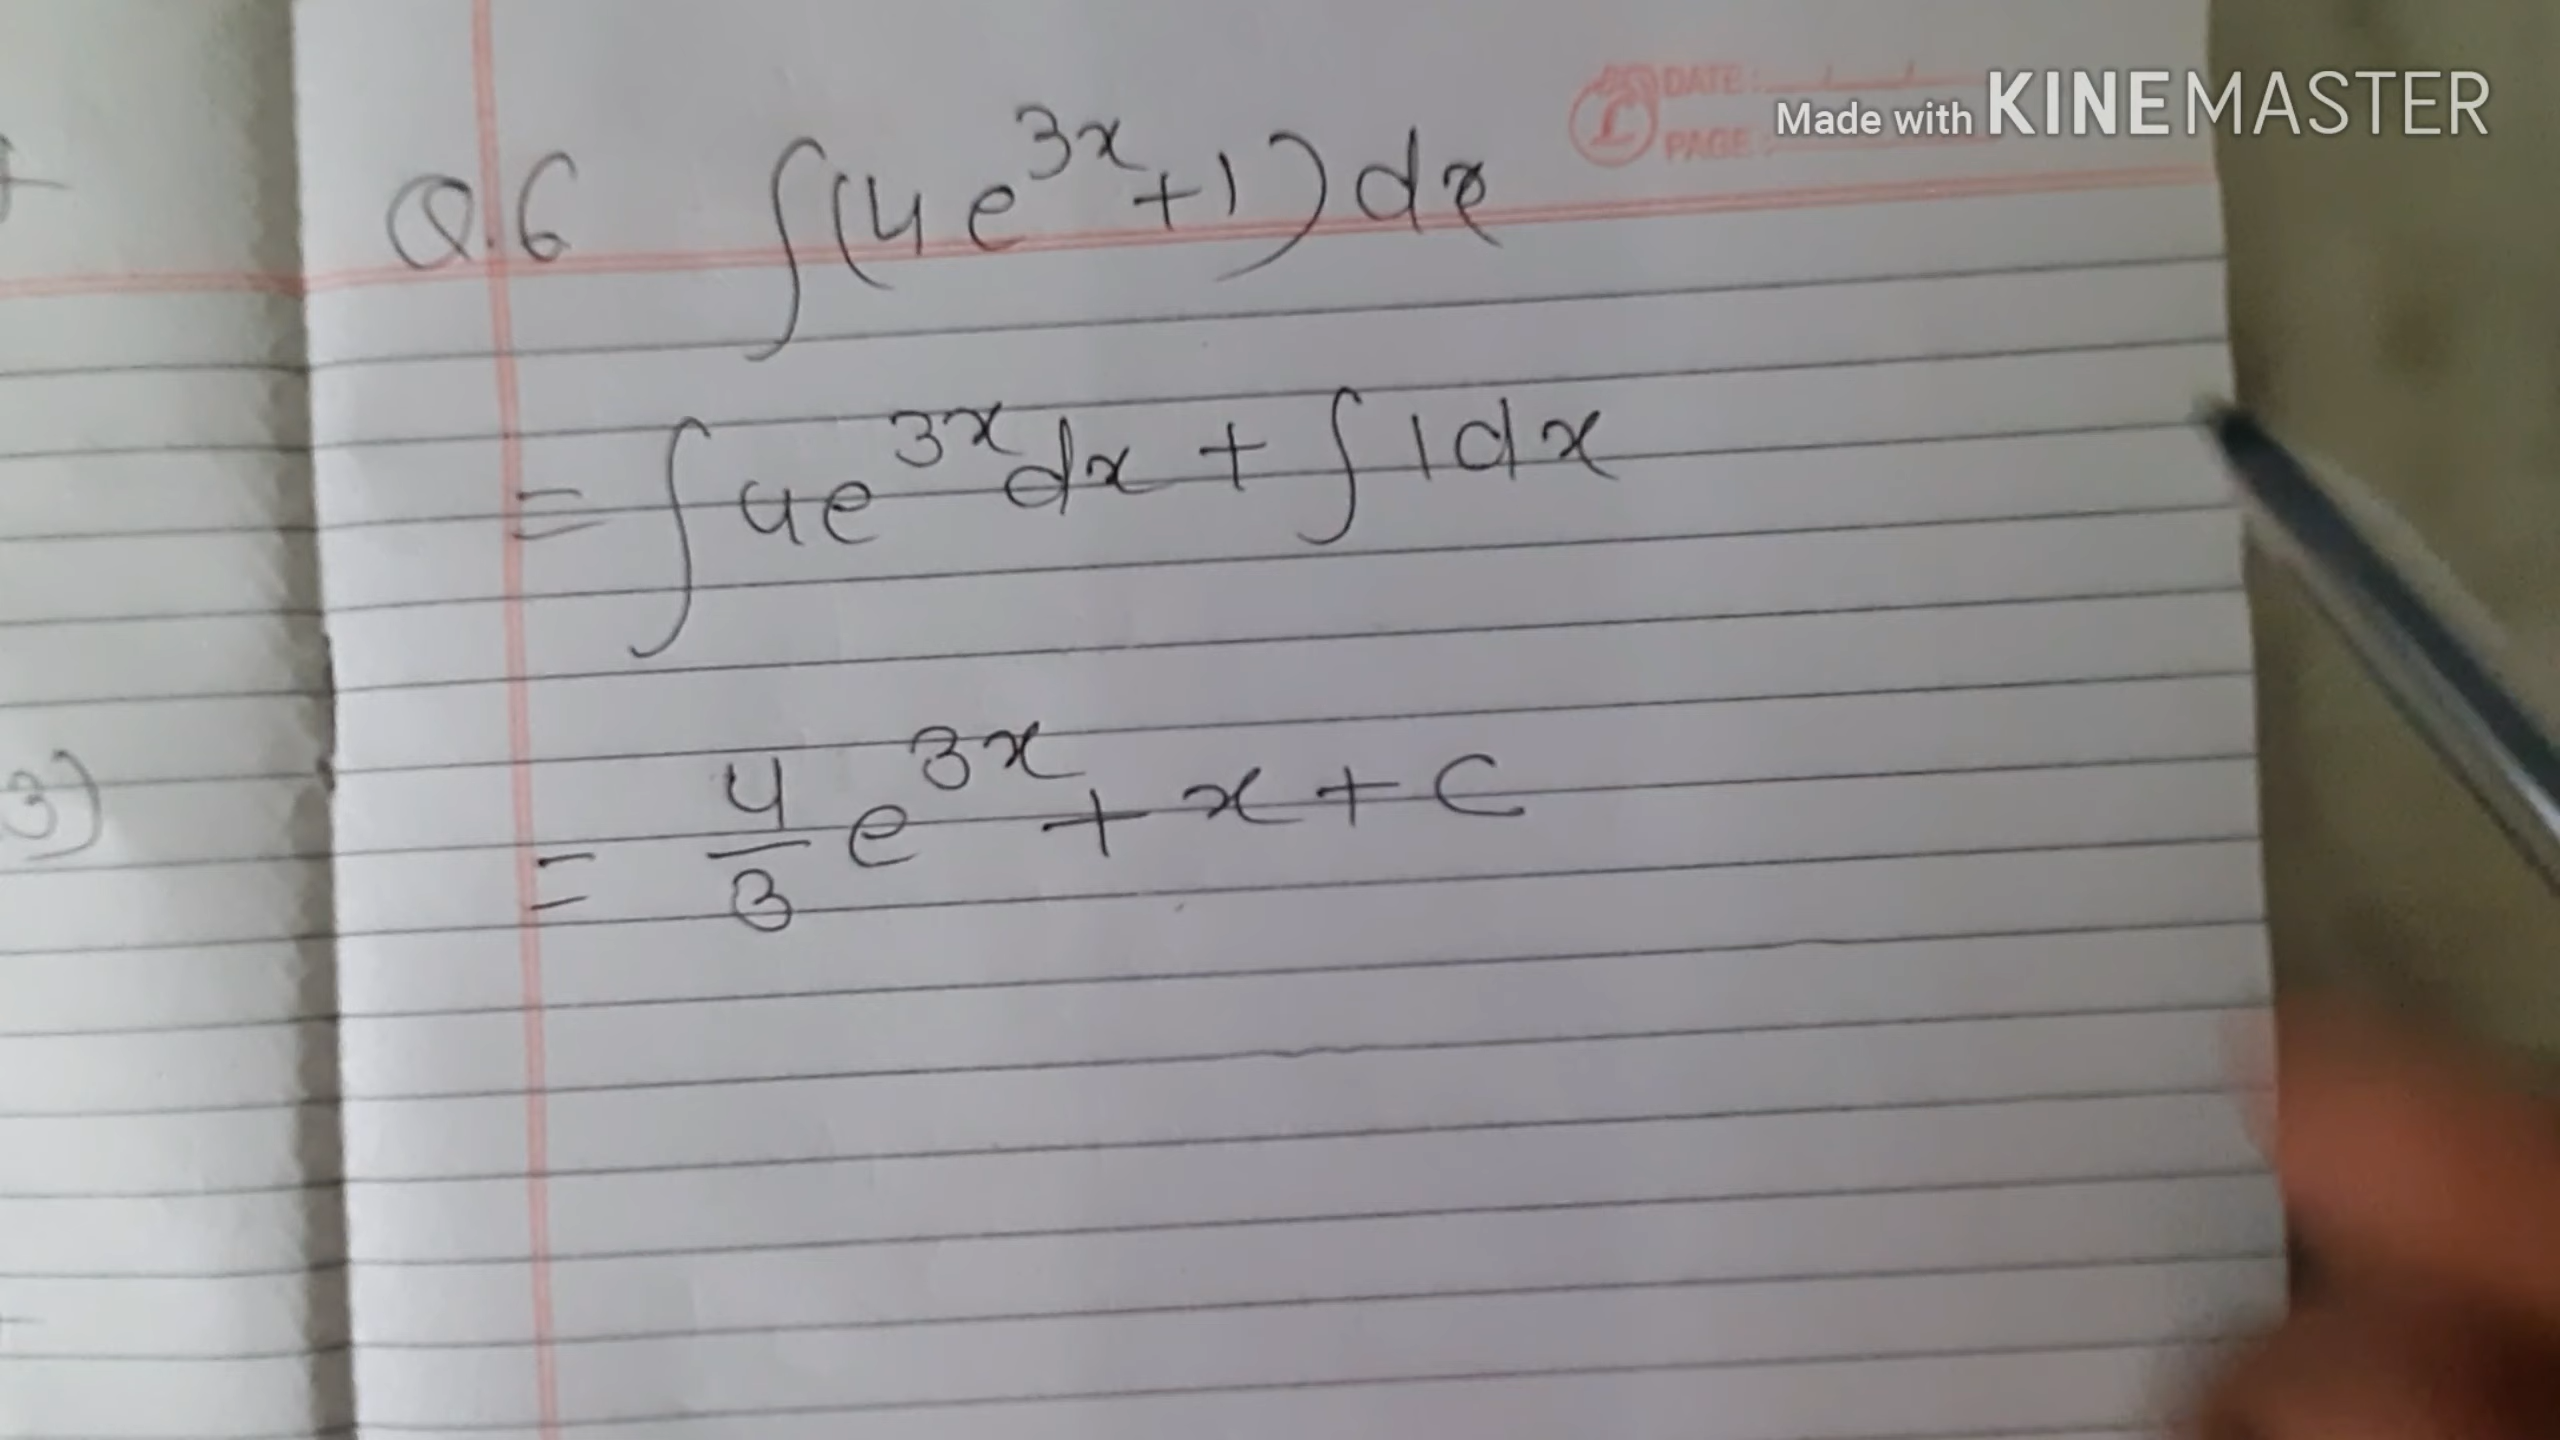 DATE:
Made with KINEMASTER
PAGE:
Q.6 ∫(4e^{3x}+1)dx
= ∫4e^{3x}dx + ∫1dx
3)
= 4/3 e^{3x} + x + c